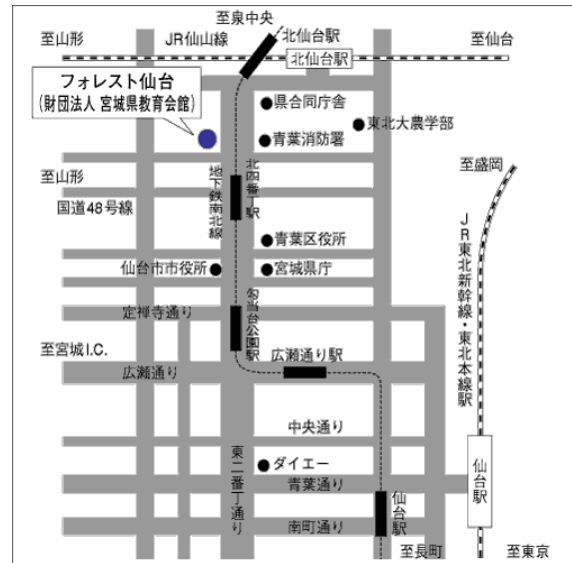 至泉中央
至山形
JR仙山線
北仙台駅
北仙台駅
至仙台
フォレスト仙台
(財団法人 宮城県教育会館)
県合同庁舎
東北大農学部
青葉消防署
至盛岡
至山形
国道48号線
地下鉄南北線
北四番丁駅
青葉区役所
仙台市市役所
宮城県庁
JR東北新幹線・東北本線駅
定禅寺通り
勾当台公園駅
至宮城I.C.
広瀬通り駅
広瀬通り
中央通り
東二番丁通り
ダイエー
青葉通り
仙台駅
仙台駅
南町通り
至長町
至東京